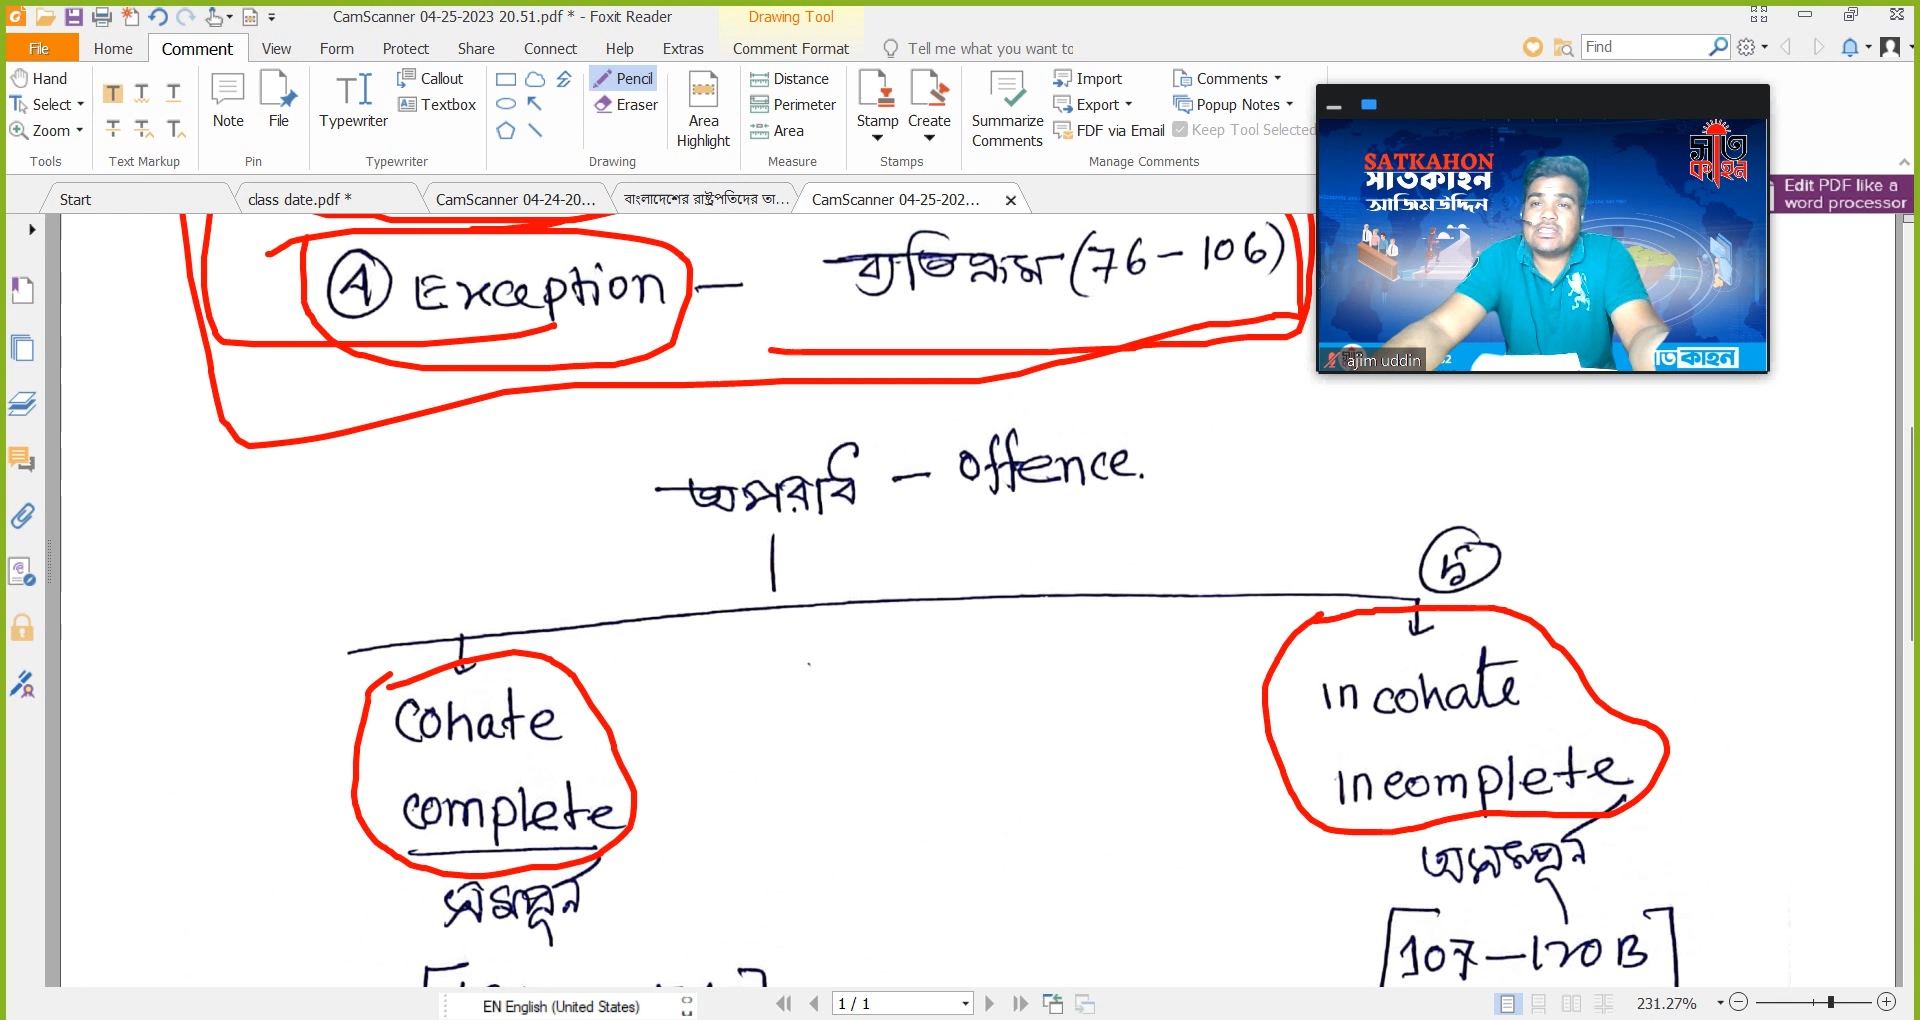 CamScanner 04-25-2023 20.51.pdf * - Foxit Reader
Drawing Tool
File Home Comment View Form Protect Share Connect Help Extras Comment Format Tell me what you want to Find
Hand
Select
Zoom
Tools
Text Markup
Note
File
Pin
Typewriter
Callout
Textbox
Typewriter
Pencil
Eraser
Area Highlight
Drawing
Distance
Perimeter
Area
Measure
Stamp
Create
Stamps
Summarize Comments
Import
Export
FDF via Email
Comments
Popup Notes
Keep Tool Selected
Manage Comments
Start class date.pdf * CamScanner 04-24-20... বাংলাদেশের রাষ্ট্রপতিদের তা... CamScanner 04-25-202...
Edit PDF like a
word processor
SATKAHON
সাতকাহন
আজিমউদ্দিন
সাত
কাহন
ajim uddin
তকাহন
(A) Exception — ব্যতিক্রম (76 - 106)
অপরাধ - offence.
Cohate
complete
সম্পূর্ন
in cohate
incomplete
অসম্পূর্ন
107 - 120 B
EN English (United States)
1 / 1
231.27%